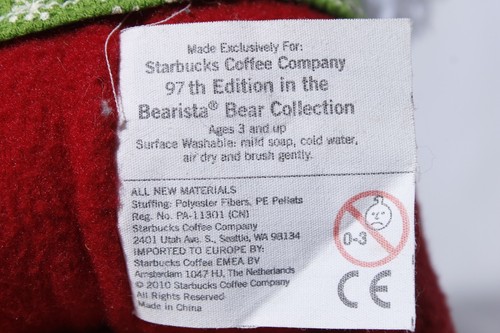 Made Exclusively For:
Starbucks Coffee Company
97th Edition in the
Bearista® Bear Collection
Ages 3 and up
Surface Washable: mild soap, cold water,
air dry and brush gently.
ALL NEW MATERIALS
Stuffing: Polyester Fibers, PE Pellets
Reg. No. PA-11301 (CN)
Starbucks Coffee Company
2401 Utah Ave. S., Seattle, WA 98134
IMPORTED TO EUROPE BY:
Starbucks Coffee EMEA BV
Amsterdam 1047 HJ, The Netherlands
© 2010 Starbucks Coffee Company
All Rights Reserved
Made in China
0-3
CE